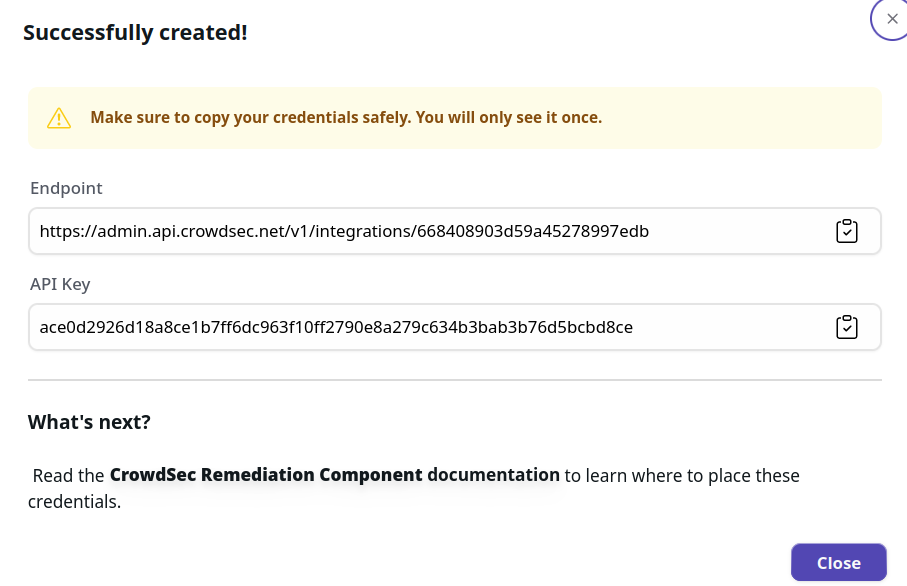 Successfully created!
Make sure to copy your credentials safely. You will only see it once.
Endpoint
https://admin.api.crowdsec.net/v1/integrations/668408903d59a45278997edb
API Key
ace0d2926d18a8ce1b7ff6dc963f10ff2790e8a279c634b3bab3b76d5bcbd8ce
What's next?
Read the CrowdSec Remediation Component documentation to learn where to place these
credentials.
Close